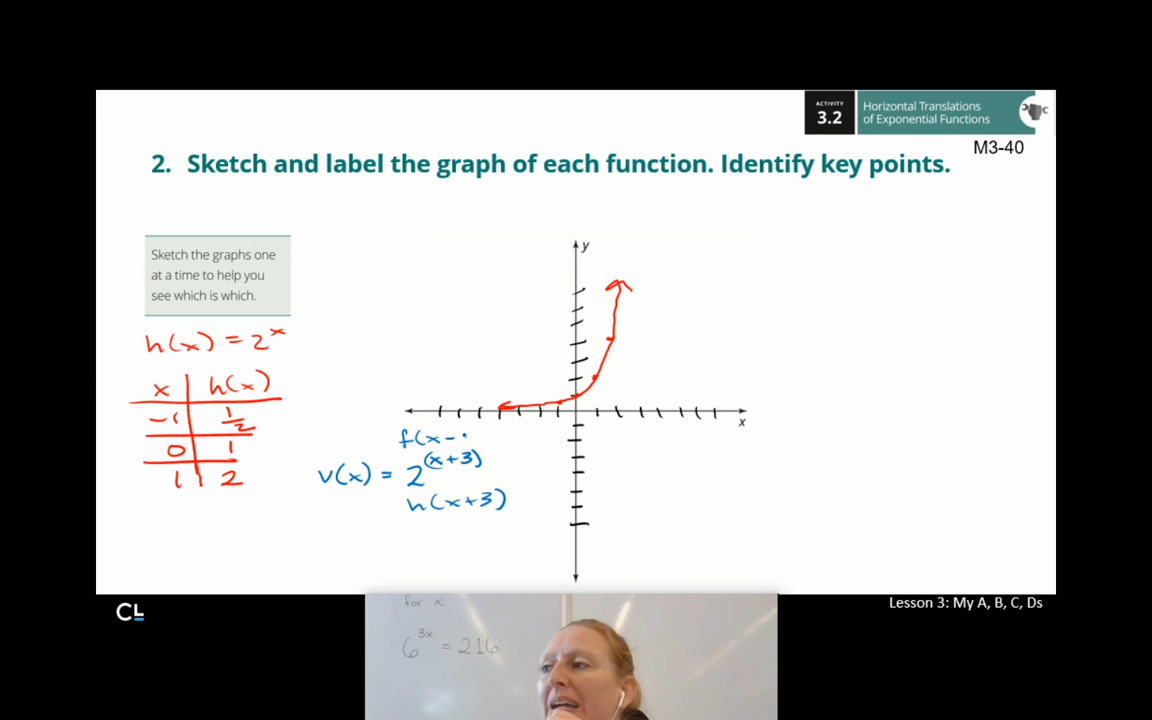 ACTIVITY
3.2
Horizontal Translations
of Exponential Functions
M3-40
2. Sketch and label the graph of each function. Identify key points.
Sketch the graphs one
at a time to help you
see which is which.
h(x) = 2^x
x | h(x)
-1 | 1/2
0 | 1
1 | 2
y
x
f(x-
v(x) = 2^(x+3)
h(x+3)
CL
Lesson 3: My A, B, C, Ds
for x
6^3x = 216